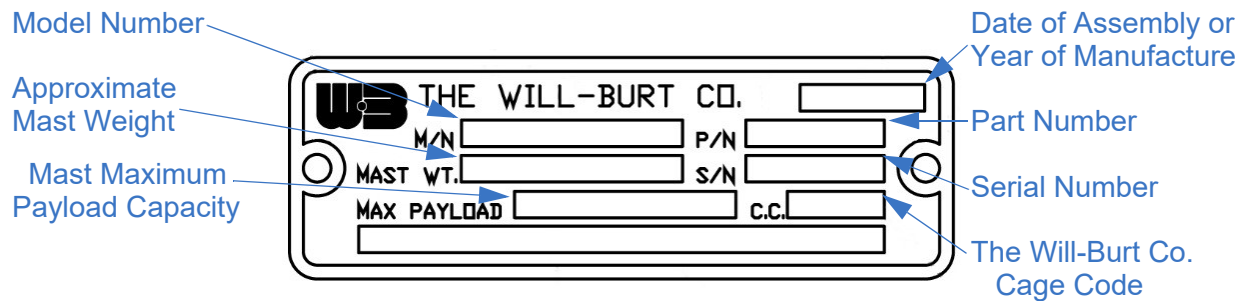 Model Number
Date of Assembly or
Year of Manufacture
Approximate
Mast Weight
WB THE WILL-BURT CO.
M/N
P/N
Part Number
MAST WT.
S/N
Serial Number
Mast Maximum
Payload Capacity
MAX PAYLOAD
C.C.
The Will-Burt Co.
Cage Code